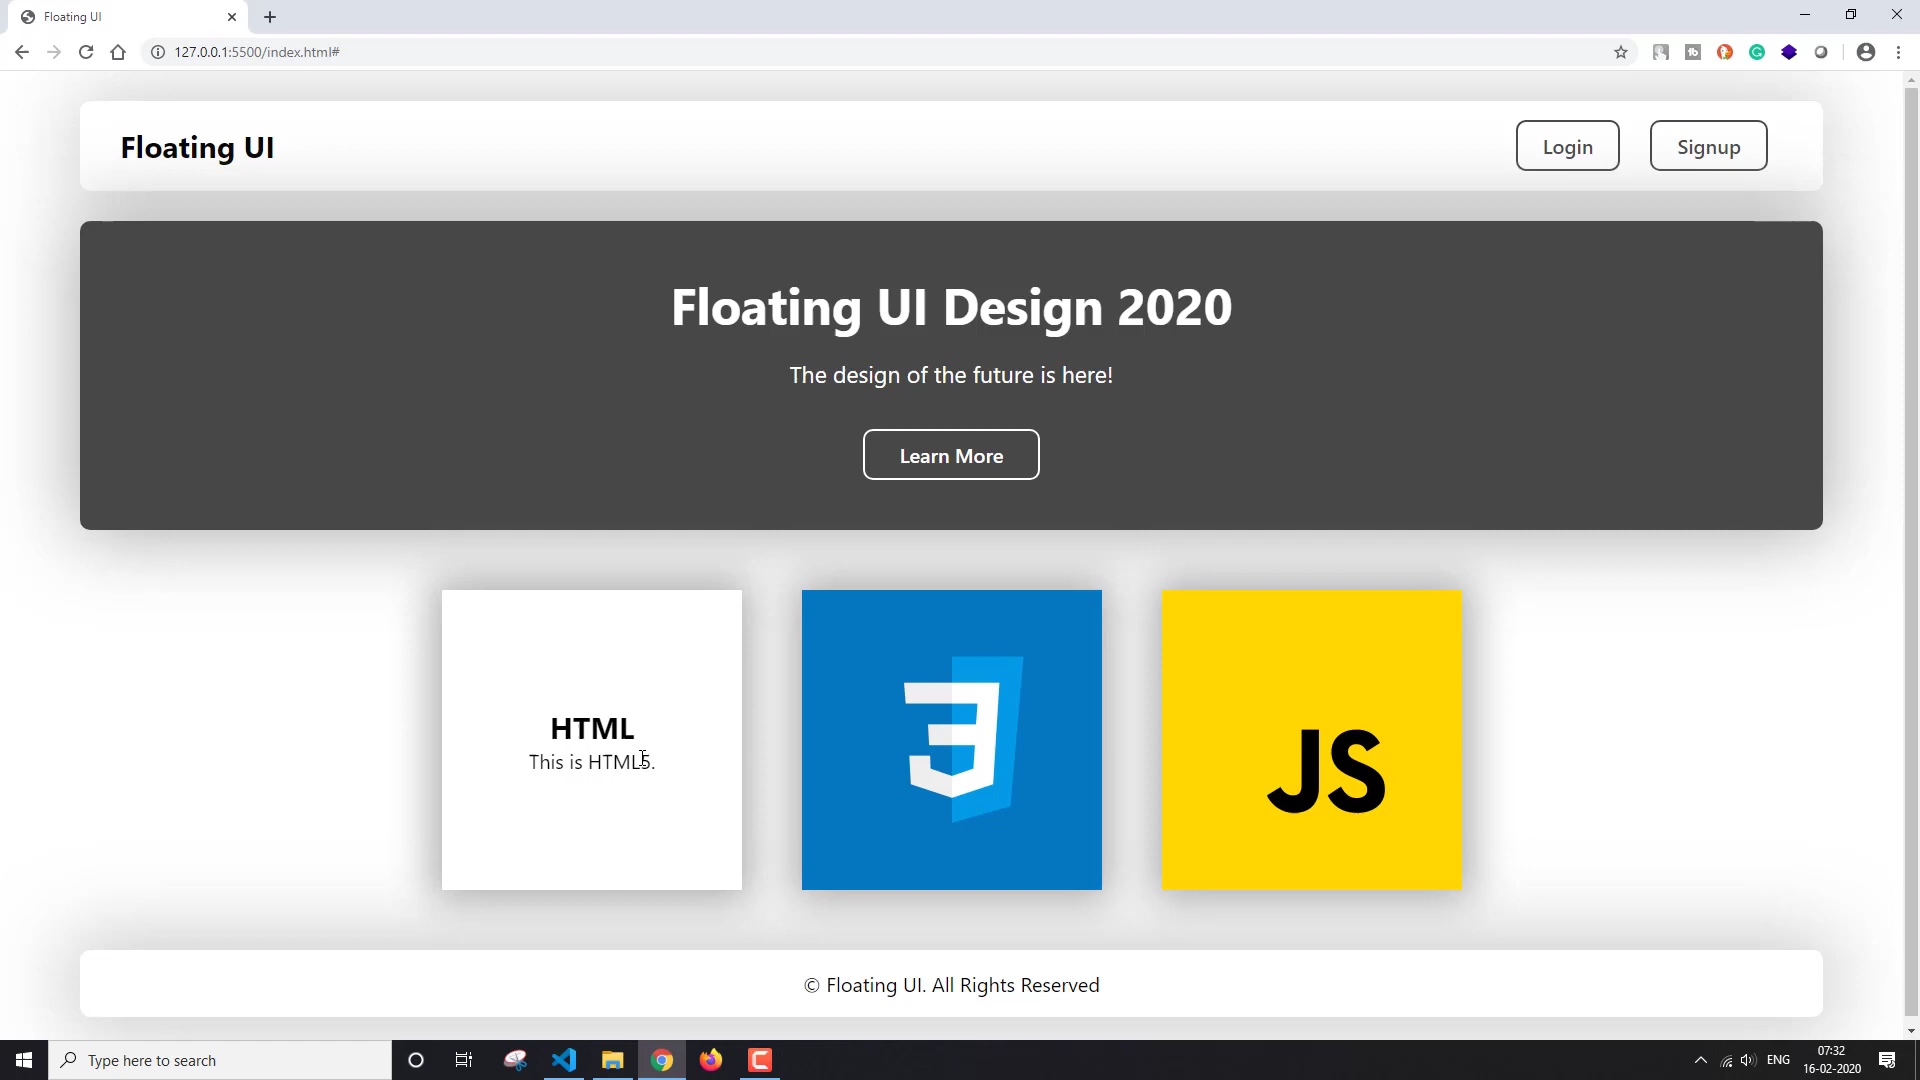 Floating UI
127.0.0.1:5500/index.html#
Floating UI
Login
Signup
Floating UI Design 2020
The design of the future is here!
Learn More
HTML
This is HTML5.
JS
© Floating UI. All Rights Reserved
Type here to search
ENG
07:32
16-02-2020